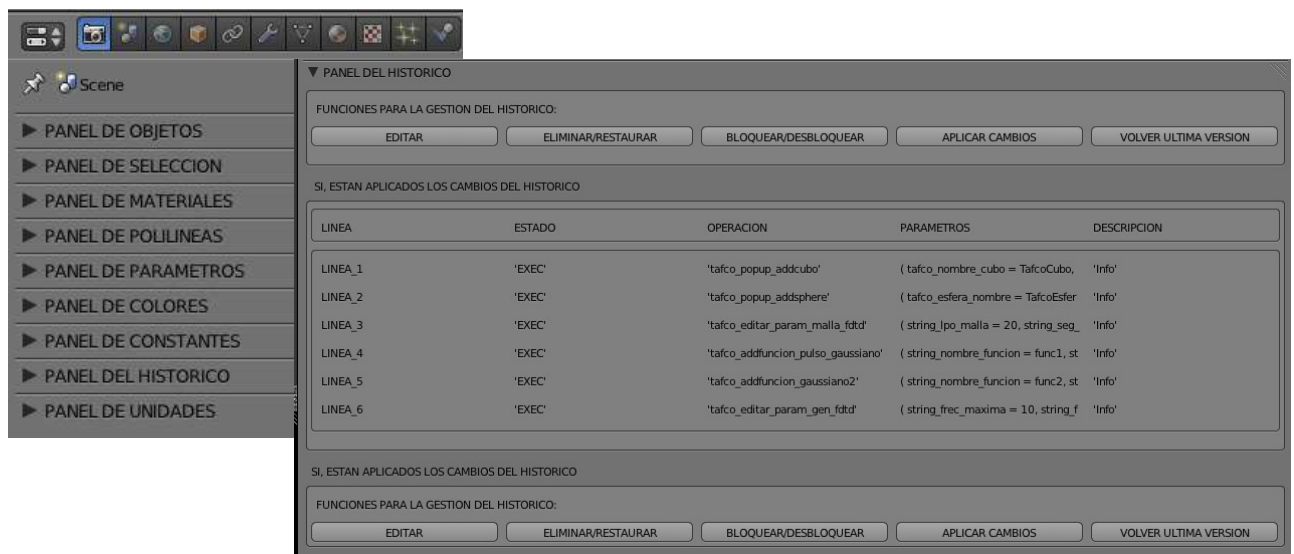 Scene
PANEL DE OBJETOS
PANEL DE SELECCION
PANEL DE MATERIALES
PANEL DE POLILINEAS
PANEL DE PARAMETROS
PANEL DE COLORES
PANEL DE CONSTANTES
PANEL DEL HISTORICO
PANEL DE UNIDADES
PANEL DEL HISTORICO
FUNCIONES PARA LA GESTION DEL HISTORICO:
EDITAR ELIMINAR/RESTAURAR BLOQUEAR/DESBLOQUEAR APLICAR CAMBIOS VOLVER ULTIMA VERSION
SI, ESTAN APLICADOS LOS CAMBIOS DEL HISTORICO
LINEA ESTADO OPERACION PARAMETROS DESCRIPCION
LINEA_1 'EXEC' 'tafco_popup_addcubo' ( tafco_nombre_cubo = TafcoCubo, 'Info'
LINEA_2 'EXEC' 'tafco_popup_addsphere' ( tafco_esfera_nombre = TafcoEsfer 'Info'
LINEA_3 'EXEC' 'tafco_editar_param_malla_fdtd' ( string_lpo_malla = 20, string_seg_ 'Info'
LINEA_4 'EXEC' 'tafco_addfuncion_pulso_gaussiano' ( string_nombre_funcion = func1, st 'Info'
LINEA_5 'EXEC' 'tafco_addfuncion_gaussiano2' ( string_nombre_funcion = func2, st 'Info'
LINEA_6 'EXEC' 'tafco_editar_param_gen_fdtd' ( string_frec_maxima = 10, string_f 'Info'
SI, ESTAN APLICADOS LOS CAMBIOS DEL HISTORICO
FUNCIONES PARA LA GESTION DEL HISTORICO:
EDITAR ELIMINAR/RESTAURAR BLOQUEAR/DESBLOQUEAR APLICAR CAMBIOS VOLVER ULTIMA VERSION